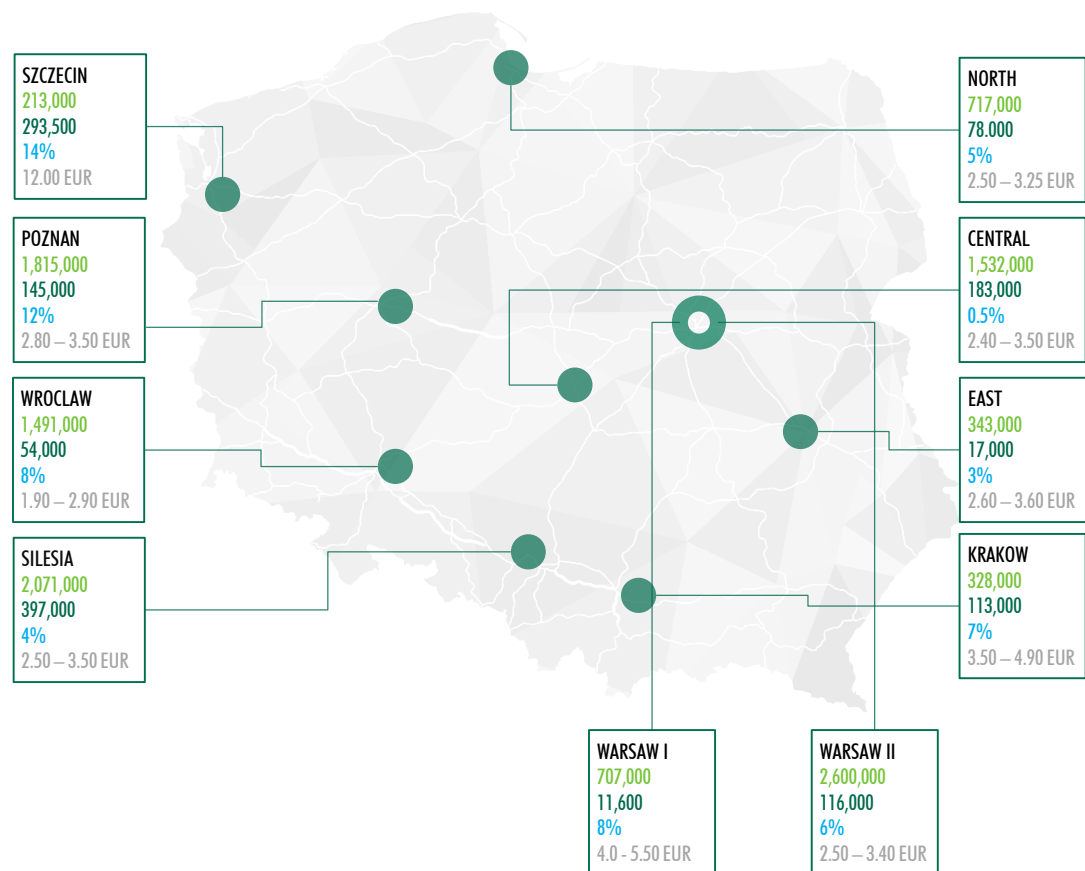 SZCZECIN
213,000
293,500
14%
12.00 EUR
POZNAN
1,815,000
145,000
12%
2.80 – 3.50 EUR
WROCLAW
1,491,000
54,000
8%
1.90 – 2.90 EUR
SILESIA
2,071,000
397,000
4%
2.50 – 3.50 EUR
NORTH
717,000
78.000
5%
2.50 – 3.25 EUR
CENTRAL
1,532,000
183,000
0.5%
2.40 – 3.50 EUR
EAST
343,000
17,000
3%
2.60 – 3.60 EUR
KRAKOW
328,000
113,000
7%
3.50 – 4.90 EUR
WARSAW I
707,000
11,600
8%
4.0 - 5.50 EUR
WARSAW II
2,600,000
116,000
6%
2.50 – 3.40 EUR